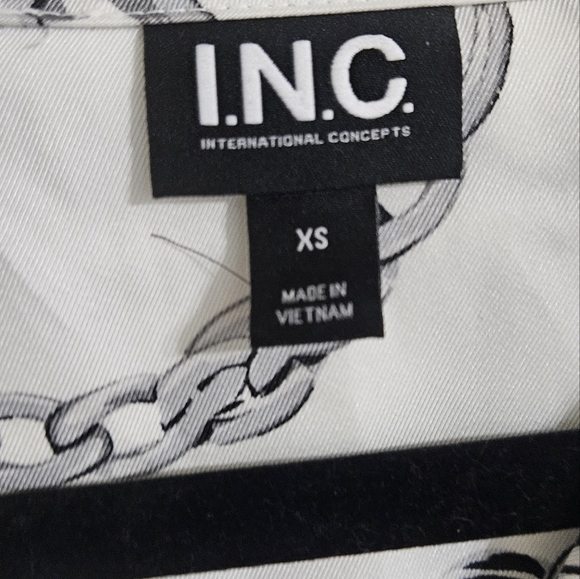 I.N.C.
INTERNATIONAL CONCEPTS
XS
MADE IN
VIETNAM